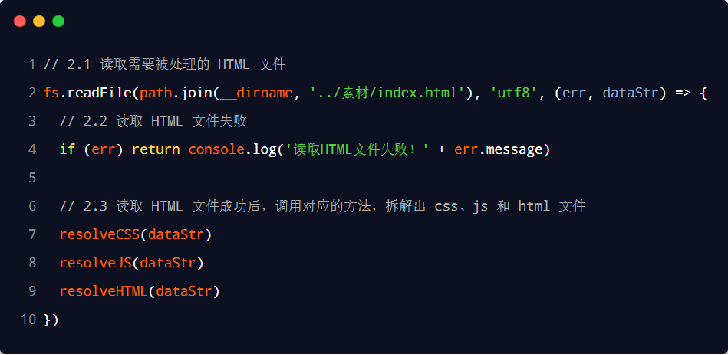 1 // 2.1 读取需要被处理的 HTML 文件
2 fs.readFile(path.join(__dirname, '../素材/index.html'), 'utf8', (err, dataStr) => {
3 // 2.2 读取 HTML 文件失败
4 if (err) return console.log('读取HTML文件失败!' + err.message)
5
6 // 2.3 读取 HTML 文件成功后，调用对应的方法，拆解出 css、js 和 html 文件
7 resolveCSS(dataStr)
8 resolveJS(dataStr)
9 resolveHTML(dataStr)
10 })